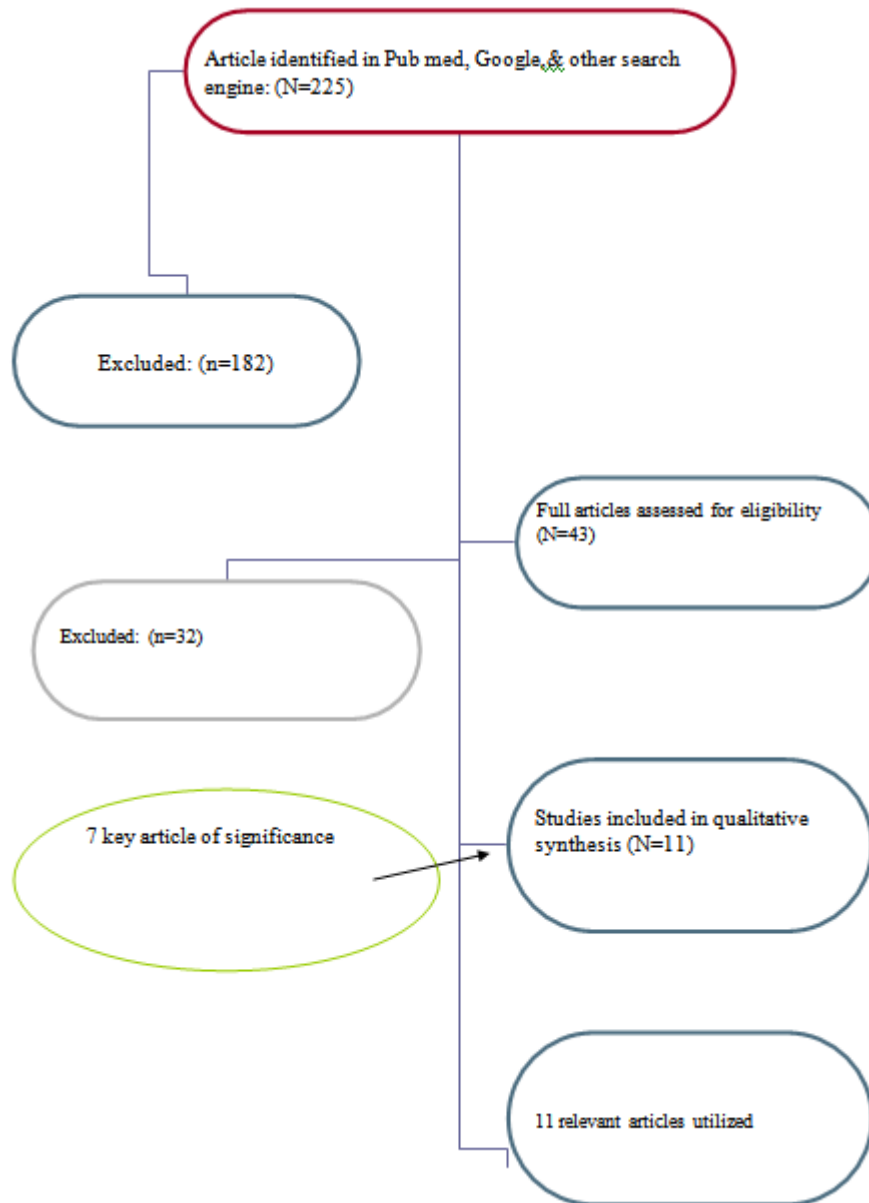 Article identified in Pub med, Google,& other search
engine: (N=225)
Excluded: (n=182)
Full articles assessed for eligibility
(N=43)
Excluded: (n=32)
7 key article of significance
Studies included in qualitative
synthesis (N=11)
11 relevant articles utilized